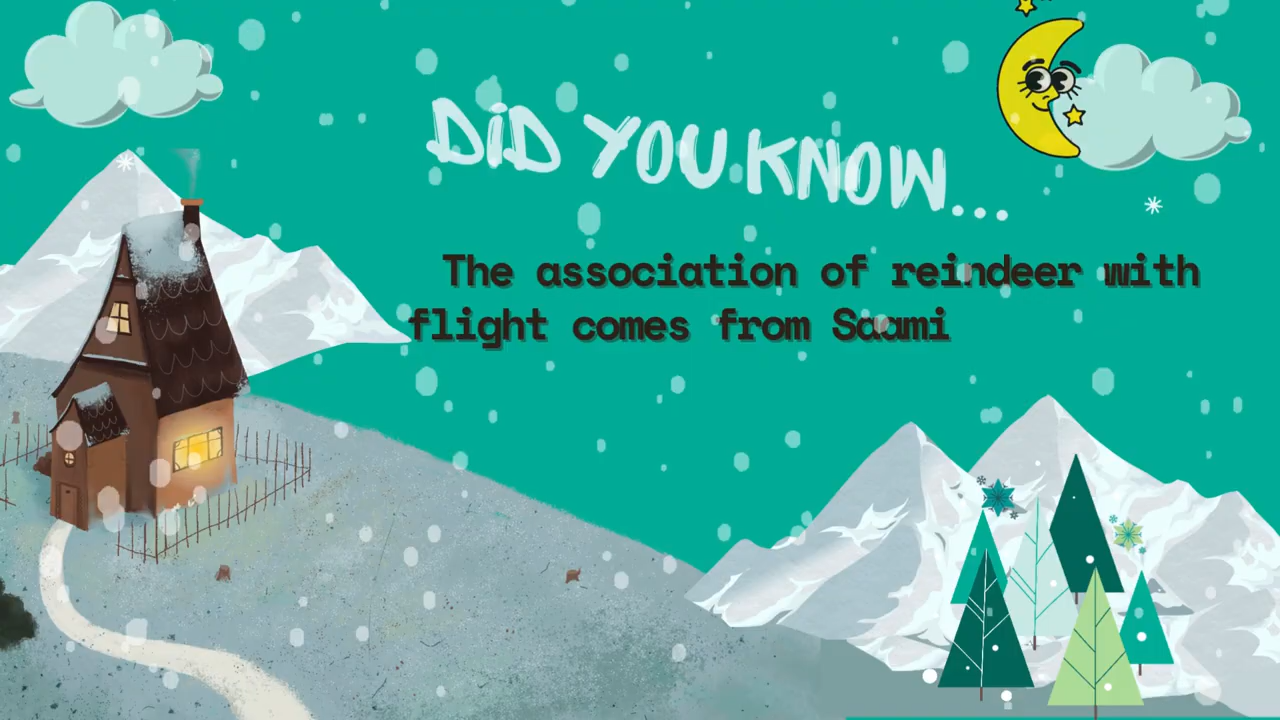 DiD YOU KNOW...
The association of reindeer with
flight comes from Saami